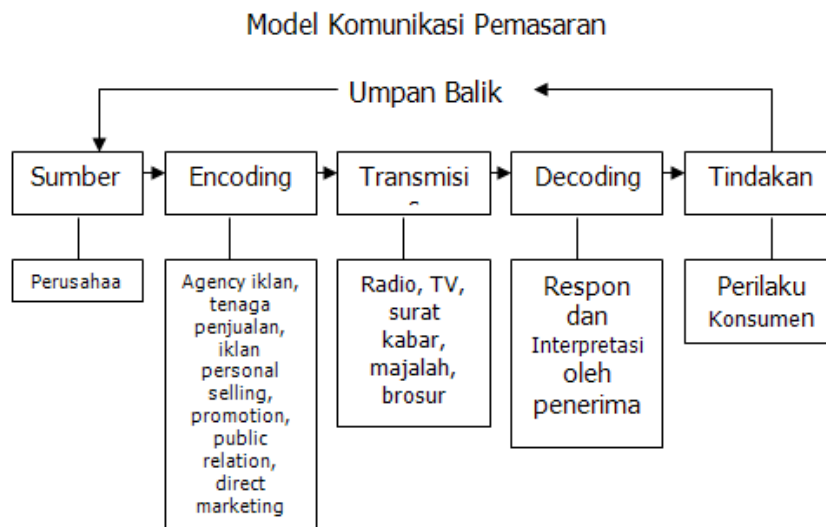 Model Komunikasi Pemasaran
Umpan Balik
Sumber
Encoding
Transmisi
Decoding
Tindakan
Perusahaa
Agency iklan,
tenaga
penjualan,
iklan
personal
selling,
promotion,
public
relation,
direct
marketing
Radio, TV,
surat
kabar,
majalah,
brosur
Respon
dan
Interpretasi
oleh
penerima
Perilaku
Konsumen